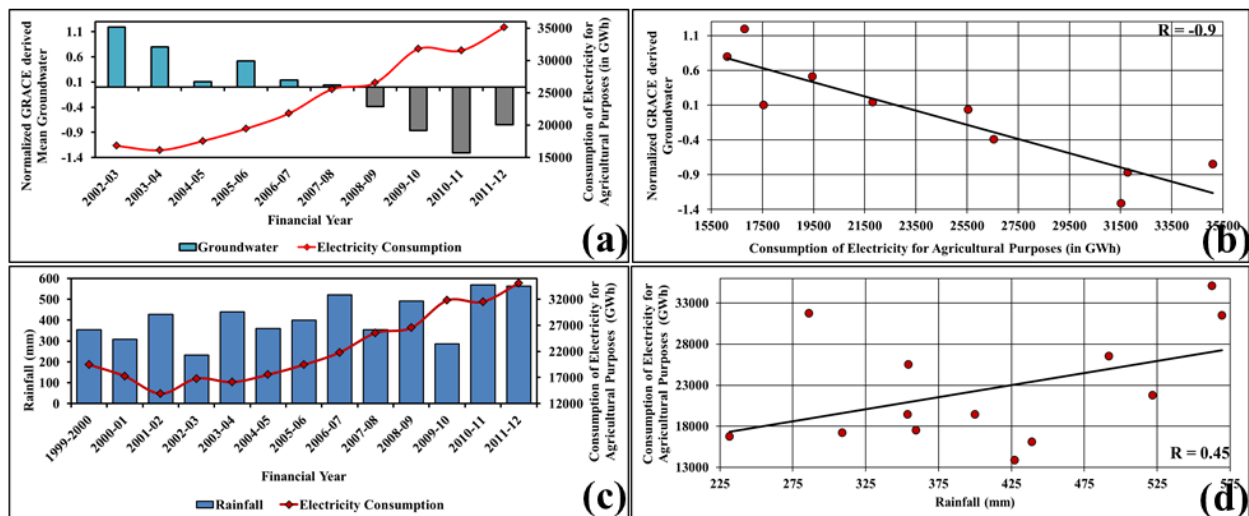 (a)
Normalized GRACE derived
Mean Groundwater
1.1
0.6
0.1
-0.4
-0.9
-1.4
35000
30000
25000
20000
15000
Consumption of Electricity for
Agricultural Purposes (in GWh)
2002-03
2003-04
2004-05
2005-06
2006-07
2007-08
2008-09
2009-10
2010-11
2011-12
Financial Year
Groundwater
Electricity Consumption
(b)
R = -0.9
Normalized GRACE derived
Groundwater
1.1
0.6
0.1
-0.4
-0.9
-1.4
15500 17500 19500 21500 23500 25500 27500 29500 31500 33500 35500
Consumption of Electricity for Agricultural Purposes (in GWh)
(c)
Rainfall (mm)
600
500
400
300
200
100
0
32000
27000
22000
17000
12000
Consumption of Electricity for
Agricultural Purposes (GWh)
1999-2000
2000-01
2001-02
2002-03
2003-04
2004-05
2005-06
2006-07
2007-08
2008-09
2009-10
2010-11
2011-12
Financial Year
Rainfall
Electricity Consumption
(d)
Consumption of Electricity for
Agricultural Purposes (GWh)
33000
28000
23000
18000
13000
R = 0.45
225 275 325 375 425 475 525 575
Rainfall (mm)